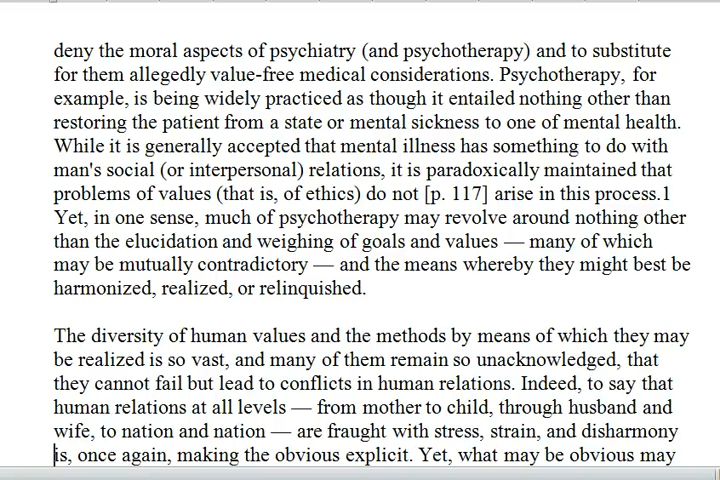 deny the moral aspects of psychiatry (and psychotherapy) and to substitute
for them allegedly value-free medical considerations. Psychotherapy, for
example, is being widely practiced as though it entailed nothing other than
restoring the patient from a state or mental sickness to one of mental health.
While it is generally accepted that mental illness has something to do with
man's social (or interpersonal) relations, it is paradoxically maintained that
problems of values (that is, of ethics) do not [p. 117] arise in this process.1
Yet, in one sense, much of psychotherapy may revolve around nothing other
than the elucidation and weighing of goals and values — many of which
may be mutually contradictory — and the means whereby they might best be
harmonized, realized, or relinquished.
The diversity of human values and the methods by means of which they may
be realized is so vast, and many of them remain so unacknowledged, that
they cannot fail but lead to conflicts in human relations. Indeed, to say that
human relations at all levels — from mother to child, through husband and
wife, to nation and nation — are fraught with stress, strain, and disharmony
is, once again, making the obvious explicit. Yet, what may be obvious may